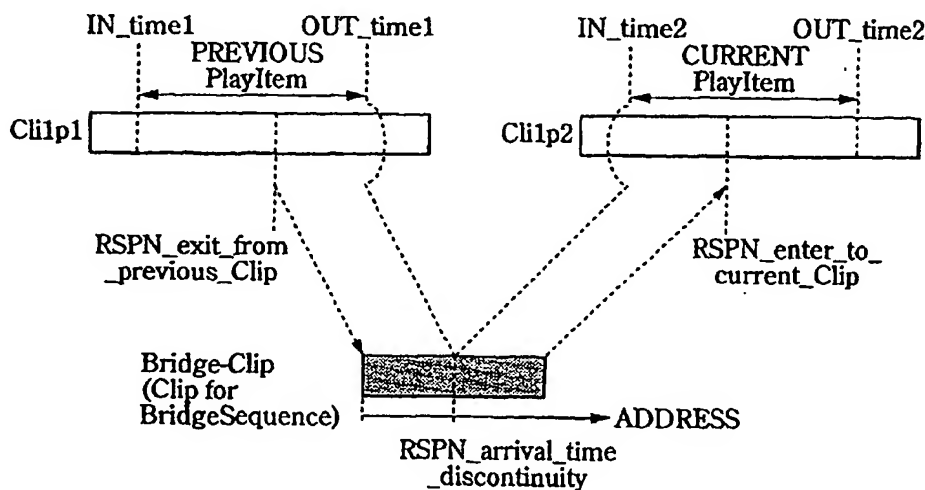 IN_time1
OUT_time1
PREVIOUS
PlayItem
Cli1p1
IN_time2
OUT_time2
CURRENT
PlayItem
Cli1p2
RSPN_exit_from
_previous_Clip
RSPN_enter_to_
current_Clip
Bridge-Clip
(Clip for
BridgeSequence)
ADDRESS
RSPN_arrival_time
_discontinuity